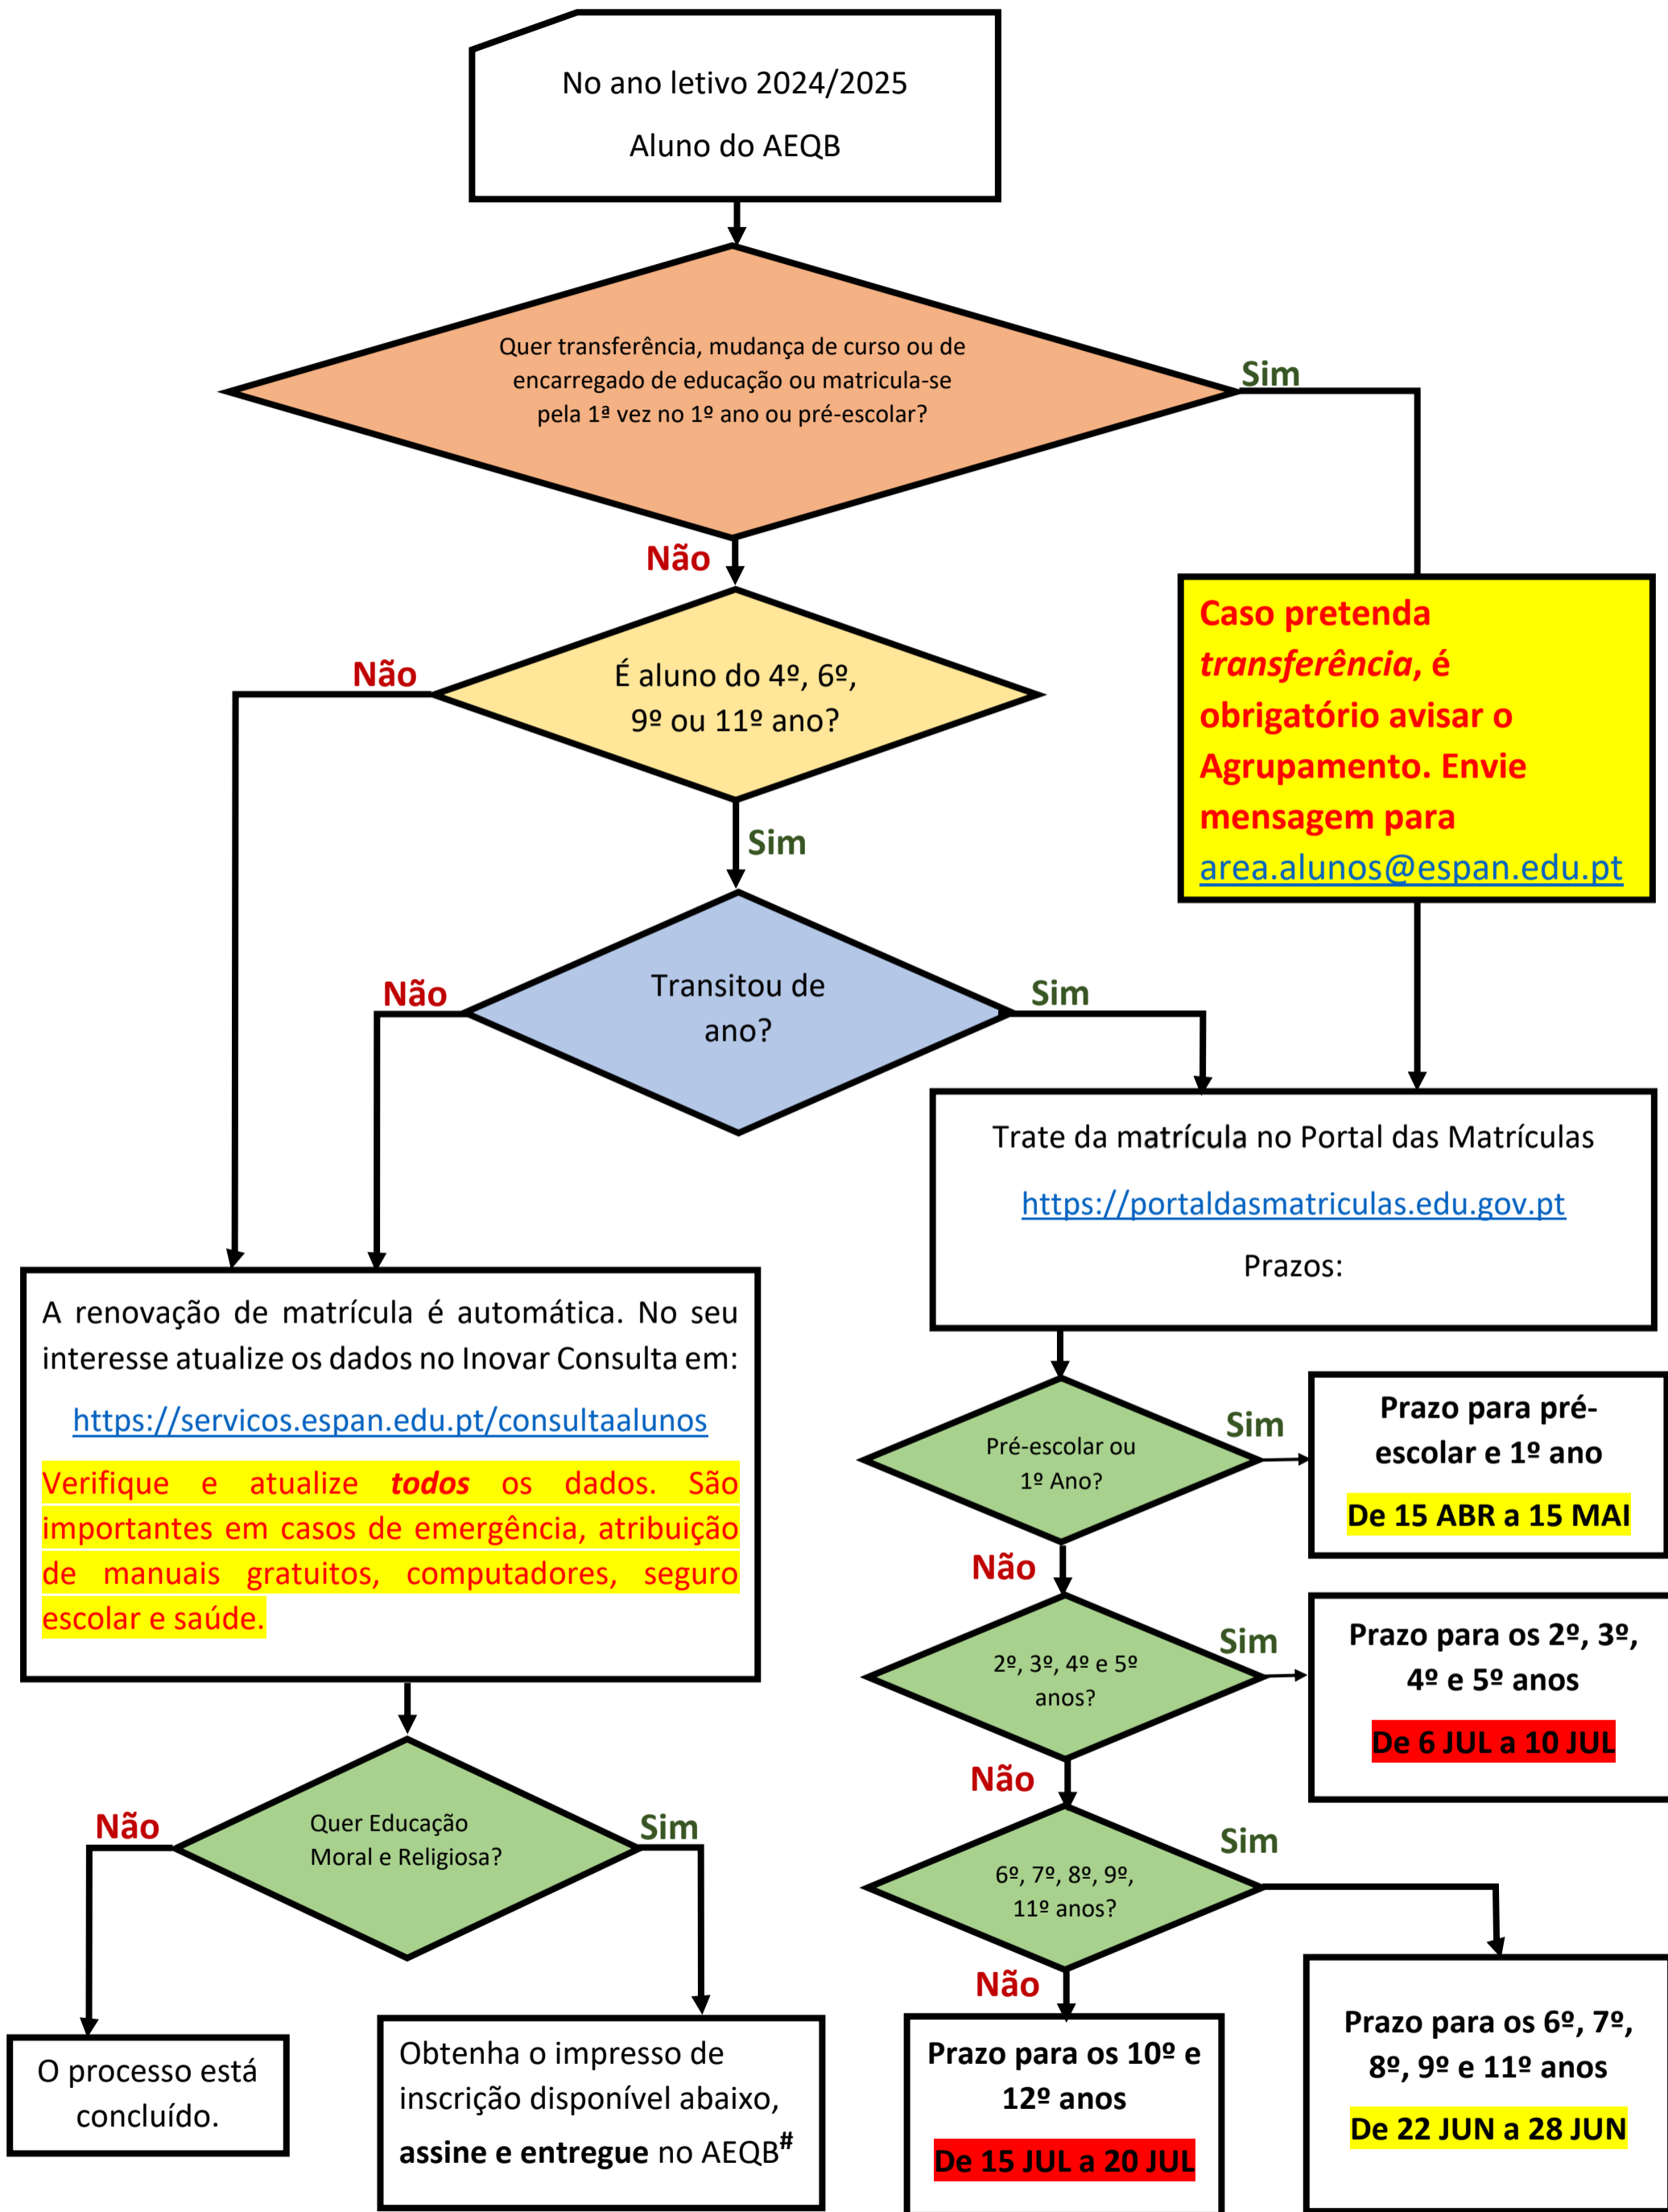 No ano letivo 2024/2025
Aluno do AEQB
Quer transferência, mudança de curso ou de
encarregado de educação ou matricula-se
pela 1ª vez no 1º ano ou pré-escolar?
Sim
Não
Caso pretenda
transferência, é
obrigatório avisar o
Agrupamento. Envie
mensagem para
area.alunos@espan.edu.pt
É aluno do 4º, 6º,
9º ou 11º ano?
Não
Sim
Transitou de
ano?
Não
Sim
Trate da matrícula no Portal das Matrículas
https://portaldasmatriculas.edu.gov.pt
Prazos:
A renovação de matrícula é automática. No seu
interesse atualize os dados no Inovar Consulta em:
https://servicos.espan.edu.pt/consultaalunos
Verifique e atualize todos os dados. São
importantes em casos de emergência, atribuição
de manuais gratuitos, computadores, seguro
escolar e saúde.
Pré-escolar ou
1º Ano?
Sim
Prazo para pré-
escolar e 1º ano
De 15 ABR a 15 MAI
Não
2º, 3º, 4º e 5º
anos?
Sim
Prazo para os 2º, 3º,
4º e 5º anos
De 6 JUL a 10 JUL
Não
6º, 7º, 8º, 9º,
11º anos?
Sim
Prazo para os 6º, 7º,
8º, 9º e 11º anos
De 22 JUN a 28 JUN
Não
Prazo para os 10º e
12º anos
De 15 JUL a 20 JUL
Quer Educação
Moral e Religiosa?
Não
Sim
O processo está
concluído.
Obtenha o impresso de
inscrição disponível abaixo,
assine e entregue no AEQB#